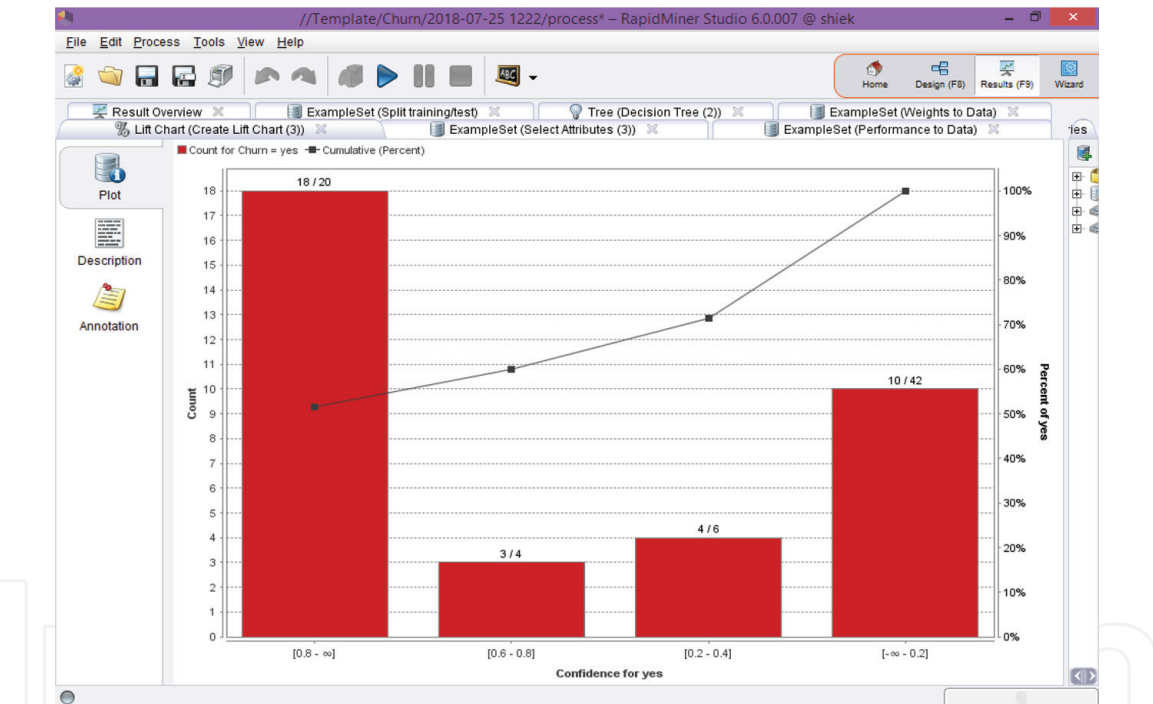 //Template/Churn/2018-07-25 1222/process* – RapidMiner Studio 6.0.007 @ shiek
File Edit Process Tools View Help
ABC
Home Design (F8) Results (F9) Wizard
Result Overview ExampleSet (Split training/test) Tree (Decision Tree (2)) ExampleSet (Weights to Data)
% Lift Chart (Create Lift Chart (3)) ExampleSet (Select Attributes (3)) ExampleSet (Performance to Data) ies
Plot
Description
Annotation
Count for Churn = yes Cumulative (Percent)
18 / 20
3 / 4
4 / 6
10 / 42
18
17
16
15
14
13
12
11
10
9
8
7
6
5
4
3
2
1
0
Count
100%
90%
80%
70%
60%
50%
40%
30%
20%
10%
0%
Percent of yes
[0.8 - ∞] [0.6 - 0.8] [0.2 - 0.4] [-∞ - 0.2]
Confidence for yes